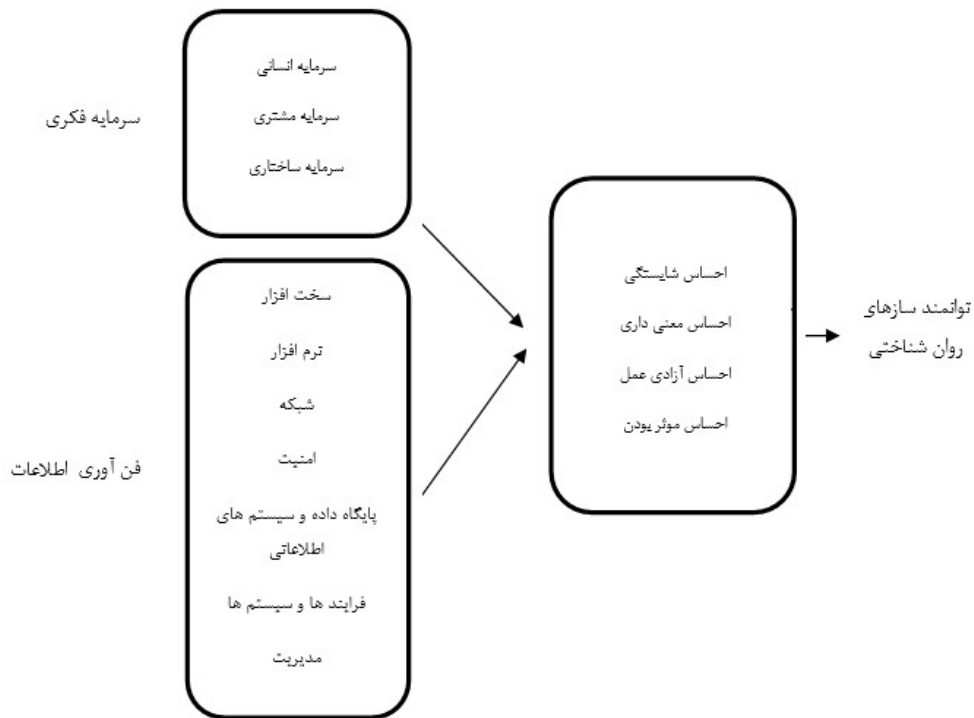 سرمایه فکری
سرمایه انسانی
سرمایه مشتری
سرمایه ساختاری
فن آوری اطلاعات
سخت افزار
ترم افزار
شبکه
امنیت
پایگاه داده و سیستم های
اطلاعاتی
فرایند ها و سیستم ها
مدیریت
احساس شایستگی
احساس معنی داری
احساس آزادی عمل
احساس موثر بودن
توانمند سازهای
روان شناختی